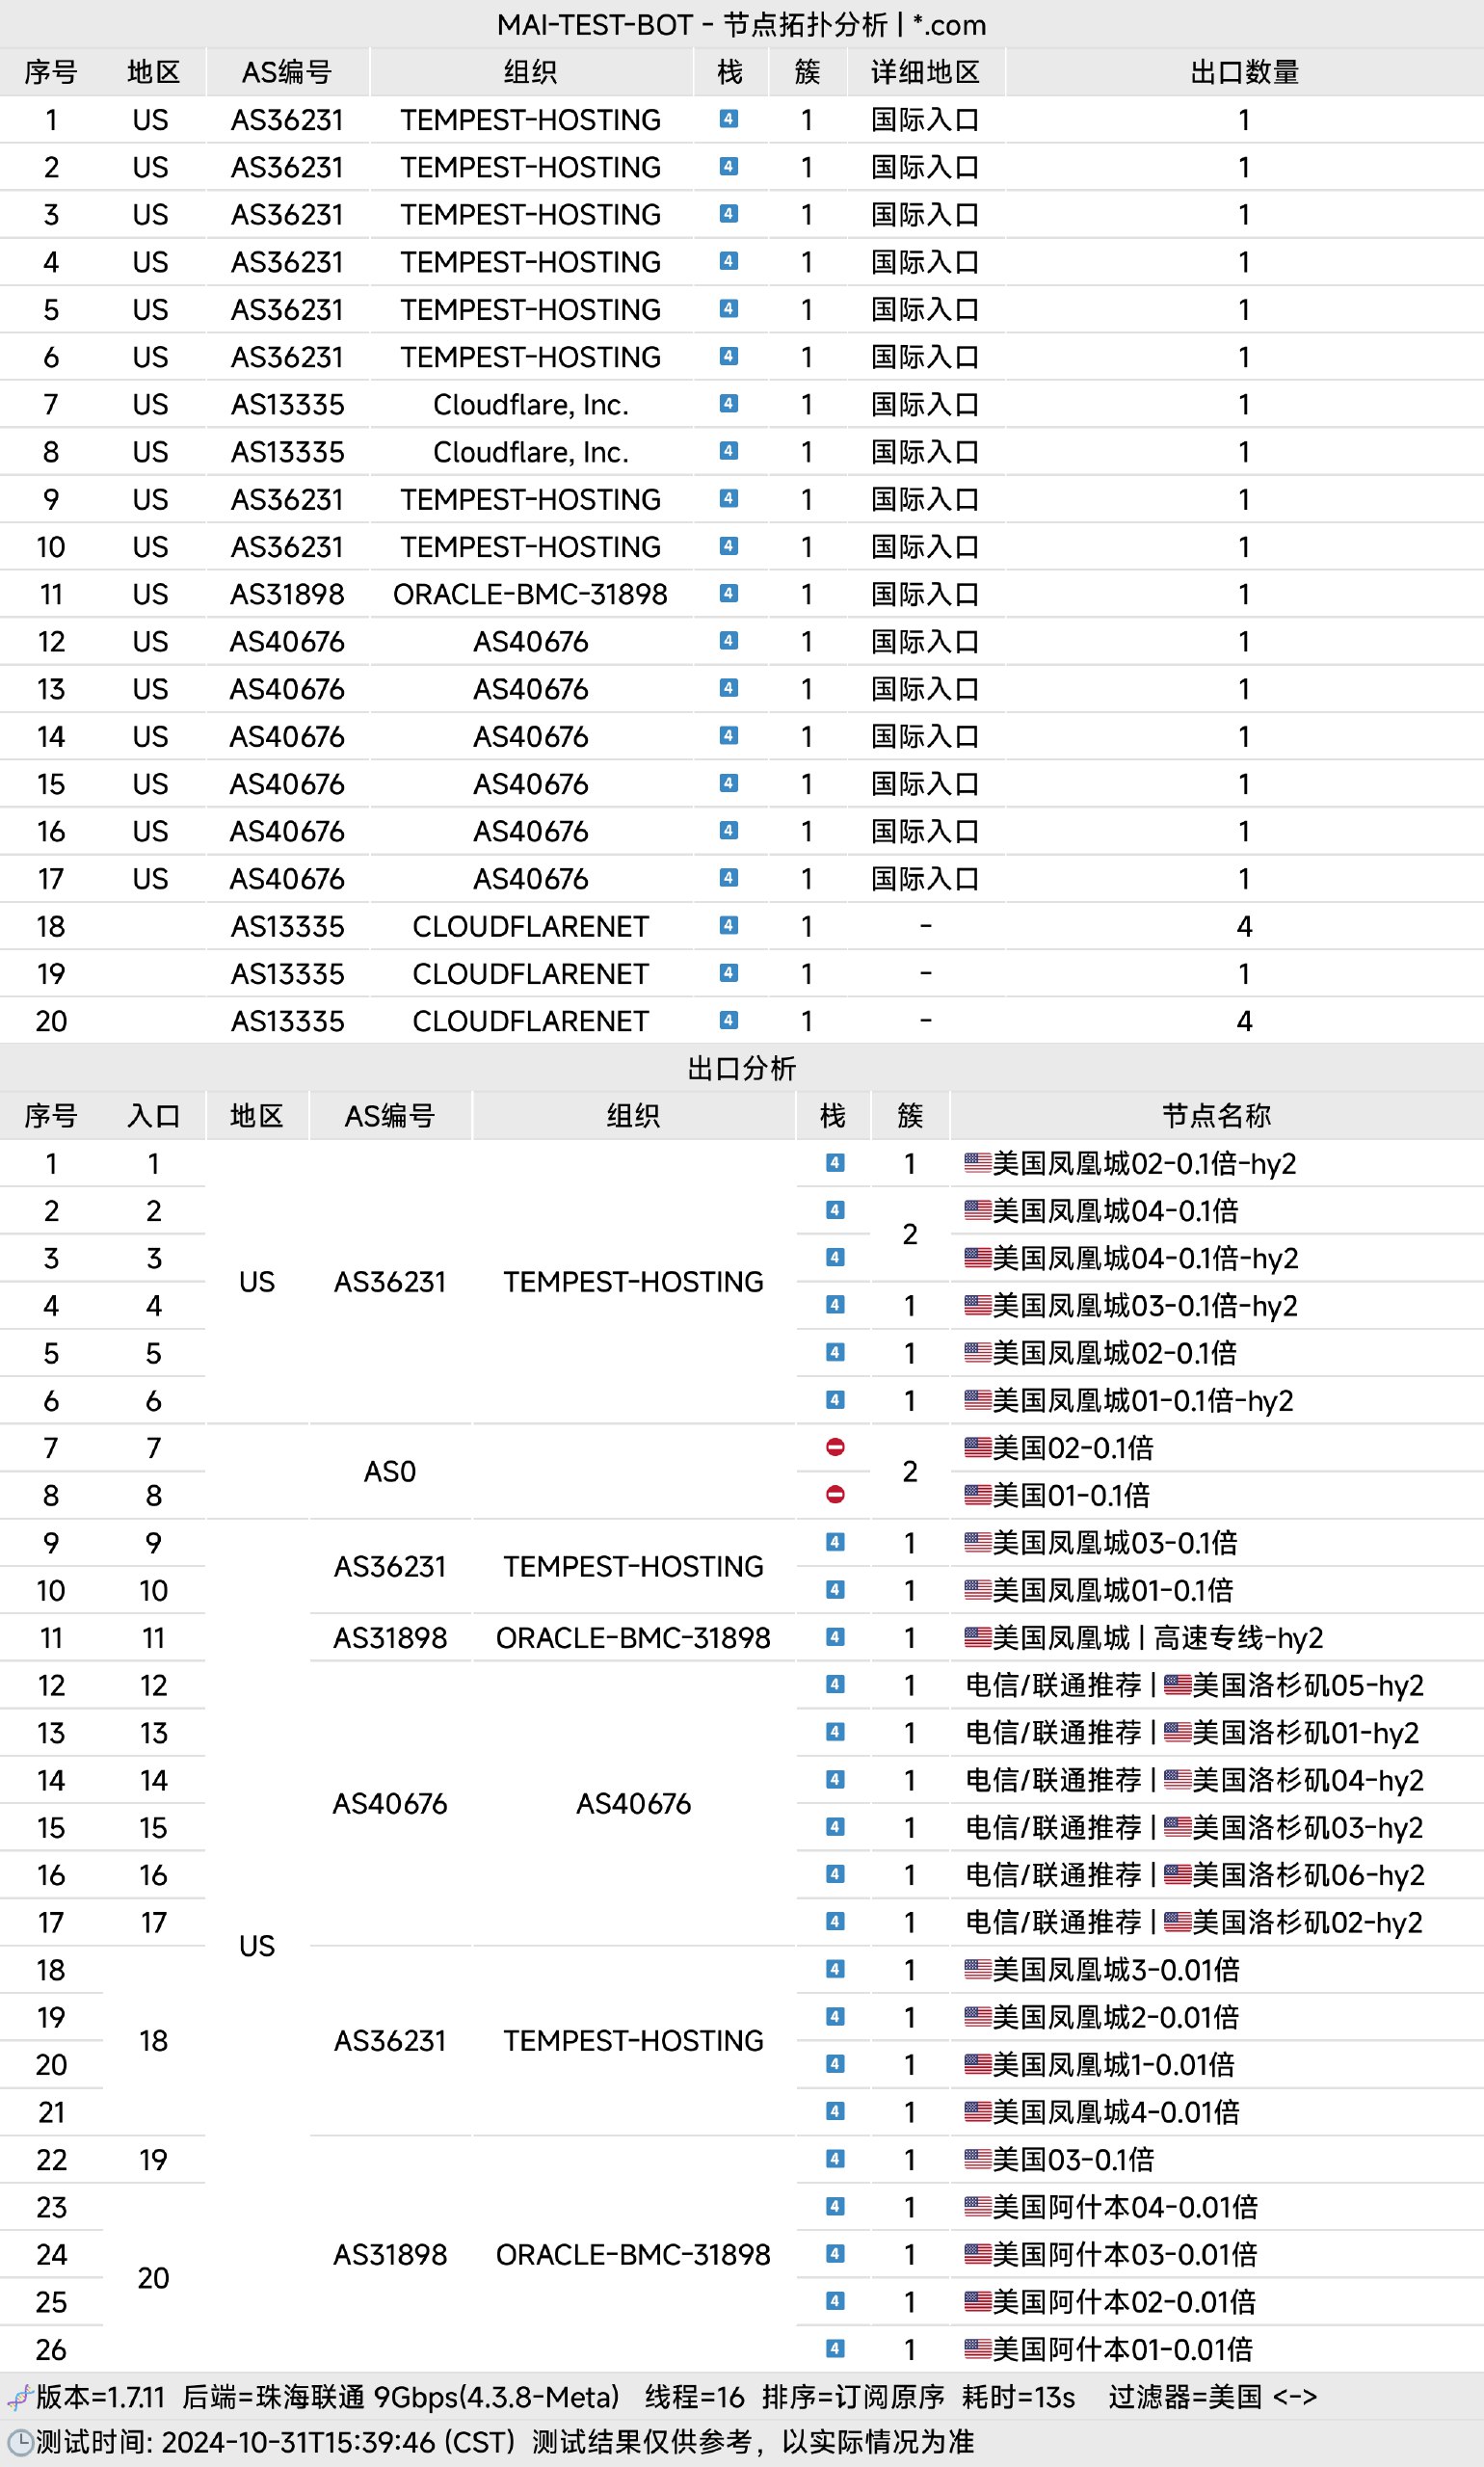 MAI-TEST-BOT - 节点拓扑分析 | *.com
序号 地区 AS编号 组织 栈 簇 详细地区 出口数量
1 US AS36231 TEMPEST-HOSTING 4 1 国际入口 1
2 US AS36231 TEMPEST-HOSTING 4 1 国际入口 1
3 US AS36231 TEMPEST-HOSTING 4 1 国际入口 1
4 US AS36231 TEMPEST-HOSTING 4 1 国际入口 1
5 US AS36231 TEMPEST-HOSTING 4 1 国际入口 1
6 US AS36231 TEMPEST-HOSTING 4 1 国际入口 1
7 US AS13335 Cloudflare, Inc. 4 1 国际入口 1
8 US AS13335 Cloudflare, Inc. 4 1 国际入口 1
9 US AS36231 TEMPEST-HOSTING 4 1 国际入口 1
10 US AS36231 TEMPEST-HOSTING 4 1 国际入口 1
11 US AS31898 ORACLE-BMC-31898 4 1 国际入口 1
12 US AS40676 AS40676 4 1 国际入口 1
13 US AS40676 AS40676 4 1 国际入口 1
14 US AS40676 AS40676 4 1 国际入口 1
15 US AS40676 AS40676 4 1 国际入口 1
16 US AS40676 AS40676 4 1 国际入口 1
17 US AS40676 AS40676 4 1 国际入口 1
18 AS13335 CLOUDFLARENET 4 1 - 4
19 AS13335 CLOUDFLARENET 4 1 - 1
20 AS13335 CLOUDFLARENET 4 1 - 4
出口分析
序号 入口 地区 AS编号 组织 栈 簇 节点名称
1 1 4 1 美国凤凰城02-0.1倍-hy2
2 2 4 美国凤凰城04-0.1倍
2
3 3 4 美国凤凰城04-0.1倍-hy2
US AS36231 TEMPEST-HOSTING
4 4 4 1 美国凤凰城03-0.1倍-hy2
5 5 4 1 美国凤凰城02-0.1倍
6 6 4 1 美国凤凰城01-0.1倍-hy2
7 7 美国02-0.1倍
AS0 2
8 8 美国01-0.1倍
9 9 4 1 美国凤凰城03-0.1倍
AS36231 TEMPEST-HOSTING
10 10 4 1 美国凤凰城01-0.1倍
11 11 AS31898 ORACLE-BMC-31898 4 1 美国凤凰城 | 高速专线-hy2
12 12 4 1 电信/联通推荐 | 美国洛杉矶05-hy2
13 13 4 1 电信/联通推荐 | 美国洛杉矶01-hy2
14 14 4 1 电信/联通推荐 | 美国洛杉矶04-hy2
AS40676 AS40676
15 15 4 1 电信/联通推荐 | 美国洛杉矶03-hy2
16 16 4 1 电信/联通推荐 | 美国洛杉矶06-hy2
17 17 4 1 电信/联通推荐 | 美国洛杉矶02-hy2
US
18 4 1 美国凤凰城3-0.01倍
19 4 1 美国凤凰城2-0.01倍
18 AS36231 TEMPEST-HOSTING
20 4 1 美国凤凰城1-0.01倍
21 4 1 美国凤凰城4-0.01倍
22 19 4 1 美国03-0.1倍
23 4 1 美国阿什本04-0.01倍
24 AS31898 ORACLE-BMC-31898 4 1 美国阿什本03-0.01倍
20
25 4 1 美国阿什本02-0.01倍
26 4 1 美国阿什本01-0.01倍
版本=1.7.11 后端=珠海联通 9Gbps(4.3.8-Meta) 线程=16 排序=订阅原序 耗时=13s 过滤器=美国 <->
测试时间: 2024-10-31T15:39:46 (CST) 测试结果仅供参考，以实际情况为准